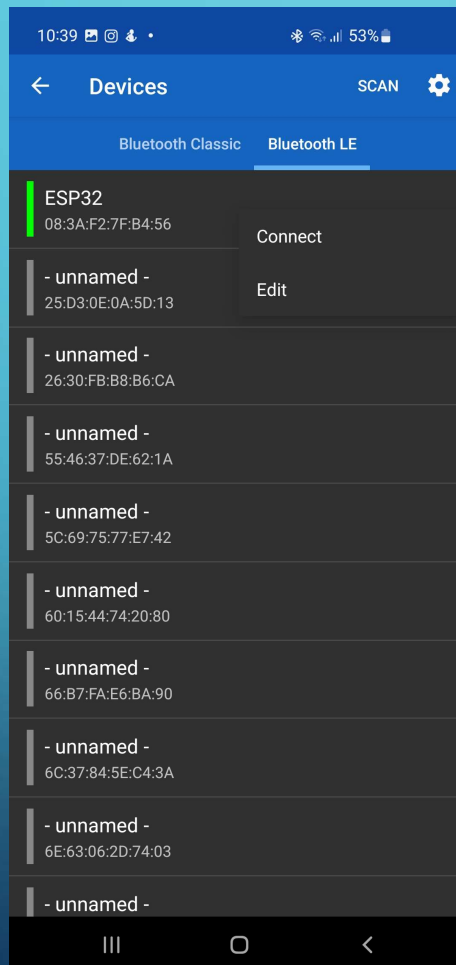 10:39 53%
Devices SCAN
Bluetooth Classic Bluetooth LE
ESP32
08:3A:F2:7F:B4:56
Connect
- unnamed -
Edit
25:D3:0E:0A:5D:13
- unnamed -
26:30:FB:B8:B6:CA
- unnamed -
55:46:37:DE:62:1A
- unnamed -
5C:69:75:77:E7:42
- unnamed -
60:15:44:74:20:80
- unnamed -
66:B7:FA:E6:BA:90
- unnamed -
6C:37:84:5E:C4:3A
- unnamed -
6E:63:06:2D:74:03
- unnamed -